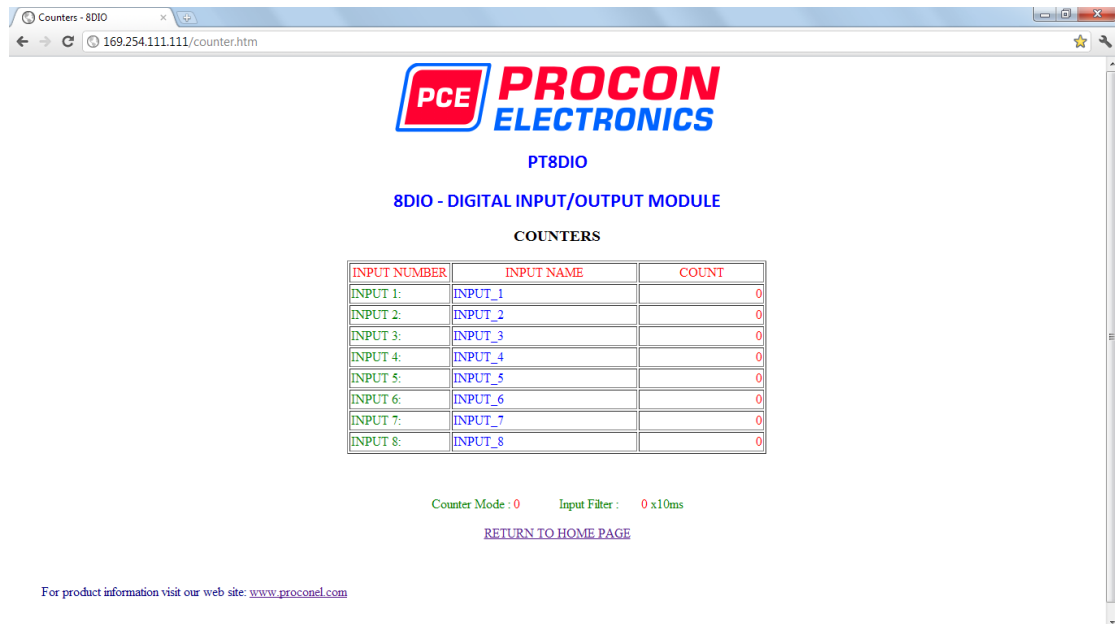 Counters - 8DIO
169.254.111.111/counter.htm
PCE PROCON
ELECTRONICS
PT8DIO
8DIO - DIGITAL INPUT/OUTPUT MODULE
COUNTERS
INPUT NUMBER INPUT NAME COUNT
INPUT 1: INPUT_1 0
INPUT 2: INPUT_2 0
INPUT 3: INPUT_3 0
INPUT 4: INPUT_4 0
INPUT 5: INPUT_5 0
INPUT 6: INPUT_6 0
INPUT 7: INPUT_7 0
INPUT 8: INPUT_8 0
Counter Mode : 0 Input Filter : 0 x10ms
RETURN TO HOME PAGE
For product information visit our web site: www.proconel.com